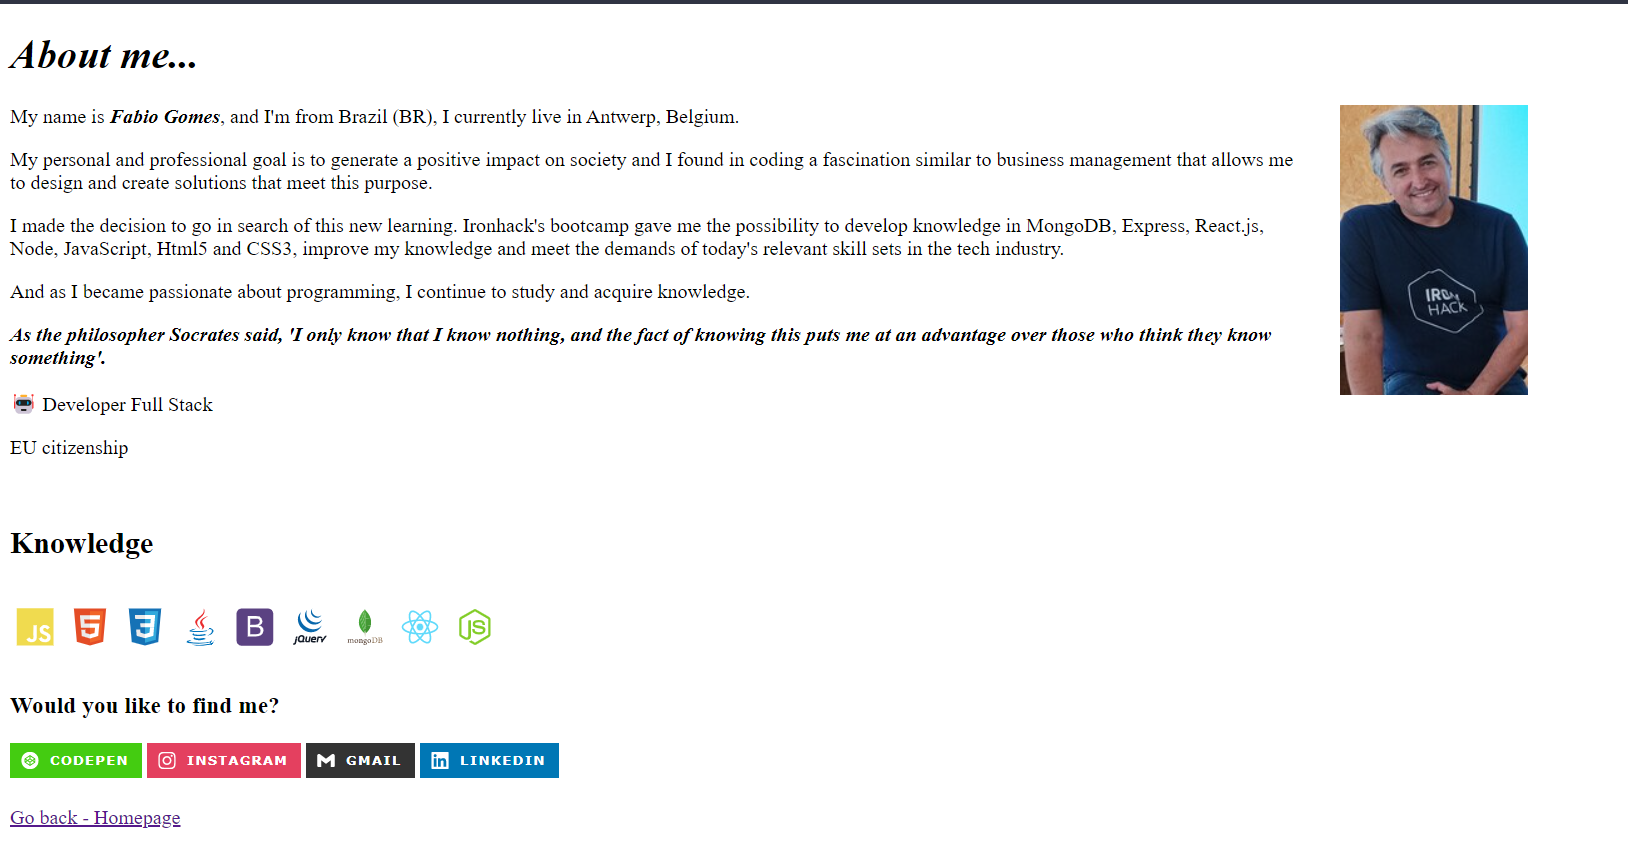 About me...
My name is Fabio Gomes, and I'm from Brazil (BR), I currently live in Antwerp, Belgium.
My personal and professional goal is to generate a positive impact on society and I found in coding a fascination similar to business management that allows me
to design and create solutions that meet this purpose.
I made the decision to go in search of this new learning. Ironhack's bootcamp gave me the possibility to develop knowledge in MongoDB, Express, React.js,
Node, JavaScript, Html5 and CSS3, improve my knowledge and meet the demands of today's relevant skill sets in the tech industry.
And as I became passionate about programming, I continue to study and acquire knowledge.
As the philosopher Socrates said, 'I only know that I know nothing, and the fact of knowing this puts me at an advantage over those who think they know
something'.
IRON
HACK
Developer Full Stack
EU citizenship
Knowledge
JS 5 3 B jQuery mongoDB JS
Would you like to find me?
CODEPEN INSTAGRAM GMAIL in LINKEDIN
Go back - Homepage